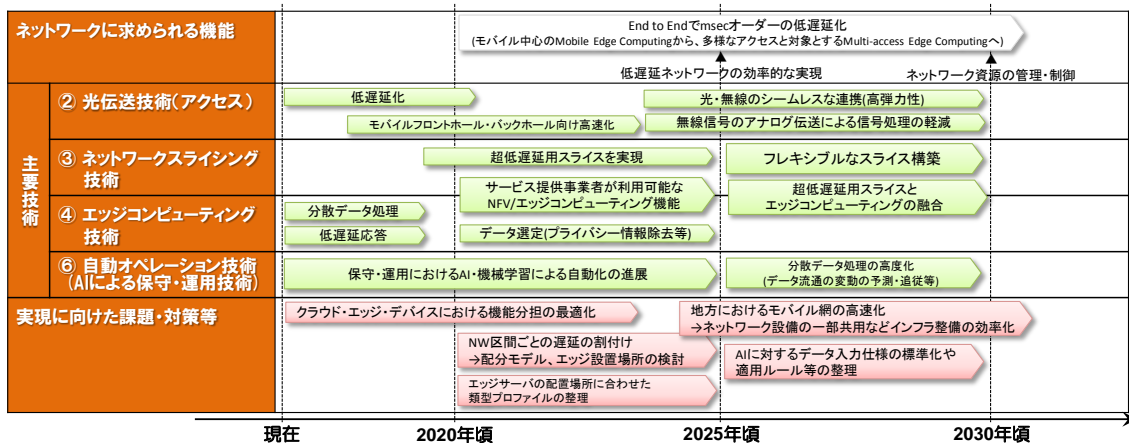 ネットワークに求められる機能
End to Endでmsecオーダーの低遅延化
(モバイル中心のMobile Edge Computingから、多様なアクセスと対象とするMulti-access Edge Computingへ)
低遅延ネットワークの効率的な実現
ネットワーク資源の管理・制御
主要技術
② 光伝送技術(アクセス)
低遅延化
光・無線のシームレスな連携(高弾力性)
モバイルフロントホール・バックホール向け高速化
無線信号のアナログ伝送による信号処理の軽減
③ ネットワークスライシング
技術
超低遅延用スライスを実現
フレキシブルなスライス構築
サービス提供事業者が利用可能な
NFV/エッジコンピューティング機能
超低遅延用スライスと
エッジコンピューティングの融合
④ エッジコンピューティング
技術
分散データ処理
低遅延応答
データ選定(プライバシー情報除去等)
⑥ 自動オペレーション技術
(AIによる保守・運用技術)
保守・運用におけるAI・機械学習による自動化の進展
分散データ処理の高度化
(データ流通の変動の予測・追従等)
実現に向けた課題・対策等
クラウド・エッジ・デバイスにおける機能分担の最適化
地方におけるモバイル網の高速化
→ネットワーク設備の一部共用などインフラ整備の効率化
NW区間ごとの遅延の割付け
→配分モデル、エッジ設置場所の検討
AIに対するデータ入力仕様の標準化や
適用ルール等の整理
エッジサーバの配置場所に合わせた
類型プロファイルの整理
現在
2020年頃
2025年頃
2030年頃